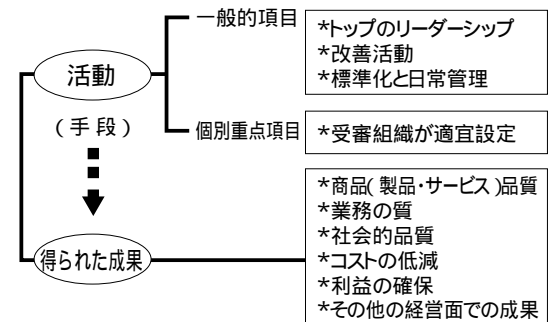 一般的項目
*トップのリーダーシップ
*改善活動
*標準化と日常管理
活動
(手段)
個別重点項目
*受審組織が適宜設定
得られた成果
*商品(製品・サービス)品質
*業務の質
*社会的品質
*コストの低減
*利益の確保
*その他の経営面での成果